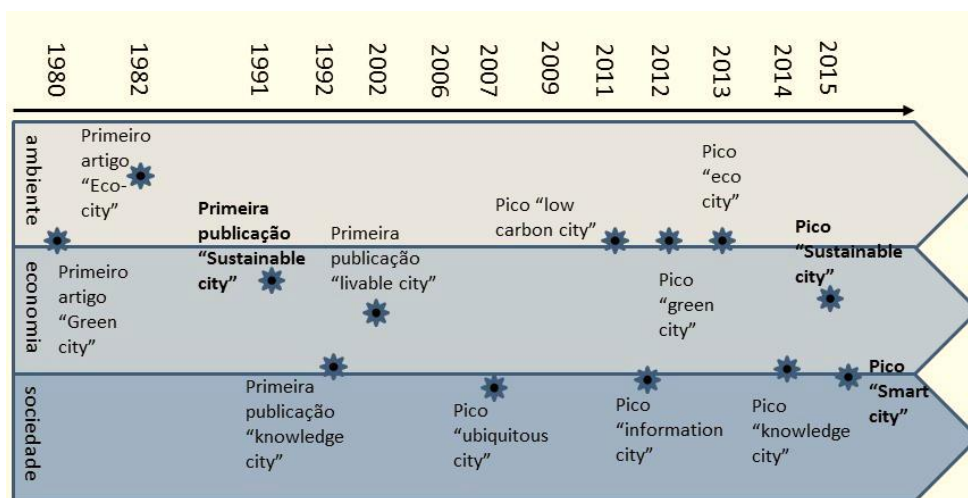 1980
1982
1991
1992
2002
2006
2007
2009
2011
2012
2013
2014
2015
ambiente
Primeiro
artigo
“Eco-
city”
Primeira
publicação
“Sustainable
city”
Primeira
publicação
“livable city”
Pico “low
carbon city”
Pico
“eco
city”
Pico
“Sustainable
city”
economia
Primeiro
artigo
“Green
city”
Pico
“green
city”
sociedade
Primeira
publicação
“knowledge
city”
Pico
“ubiquitous
city”
Pico
“information
city”
Pico
“knowledge
city”
Pico
“Smart
city”